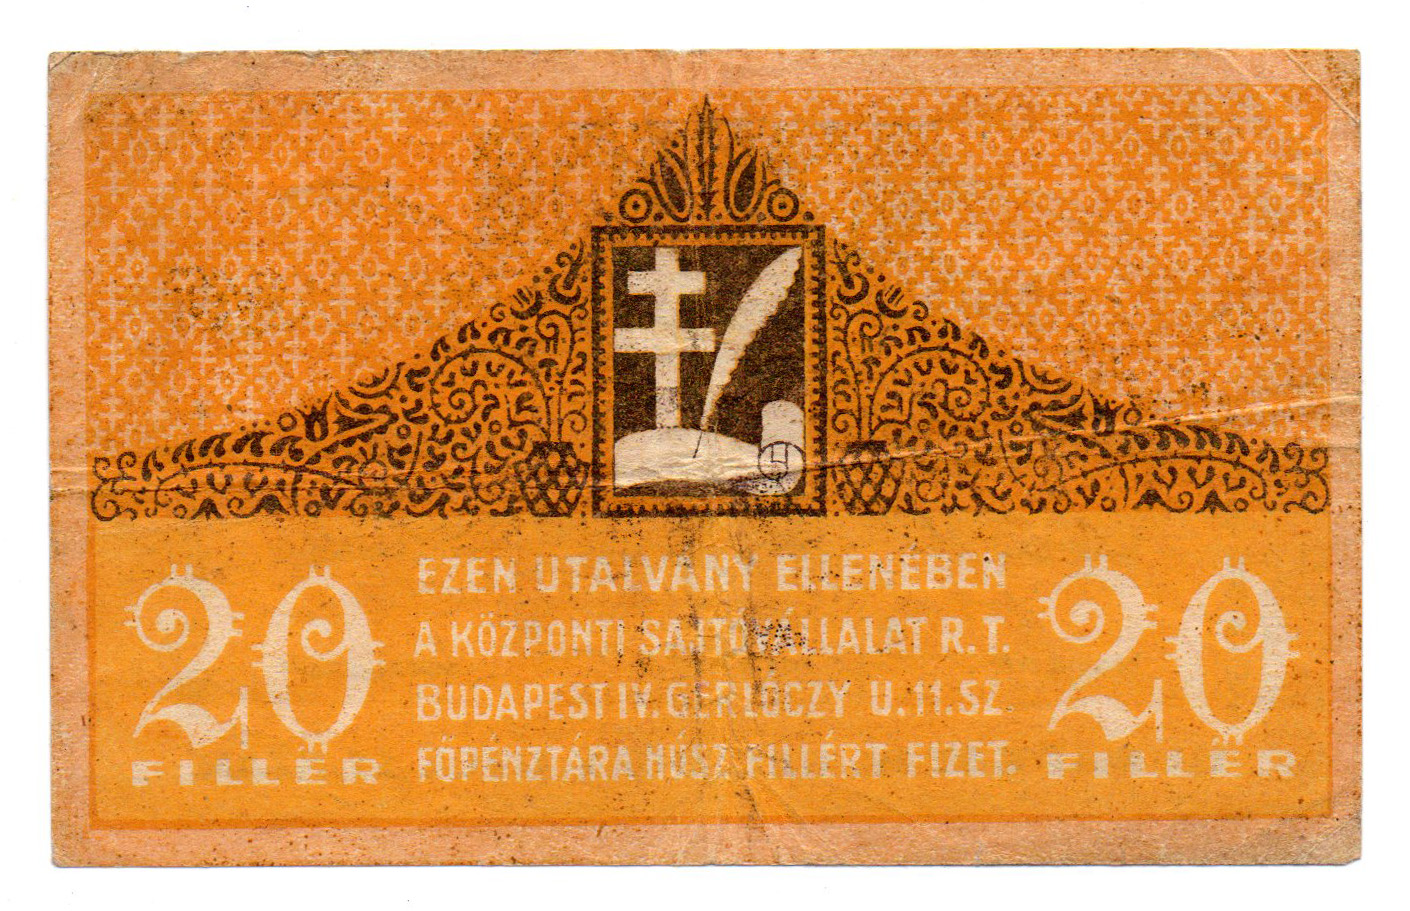 EZEN UTALVÁNY ELLENÉBEN
A KÖZPONTI SAJTÓVÁLLALAT R.T.
BUDAPEST IV. GERLÓCZY U. 11. SZ.
FŐPÉNZTÁRA HÚSZ FILLÉRT FIZET.
20
FILLÉR
20
FILLÉR